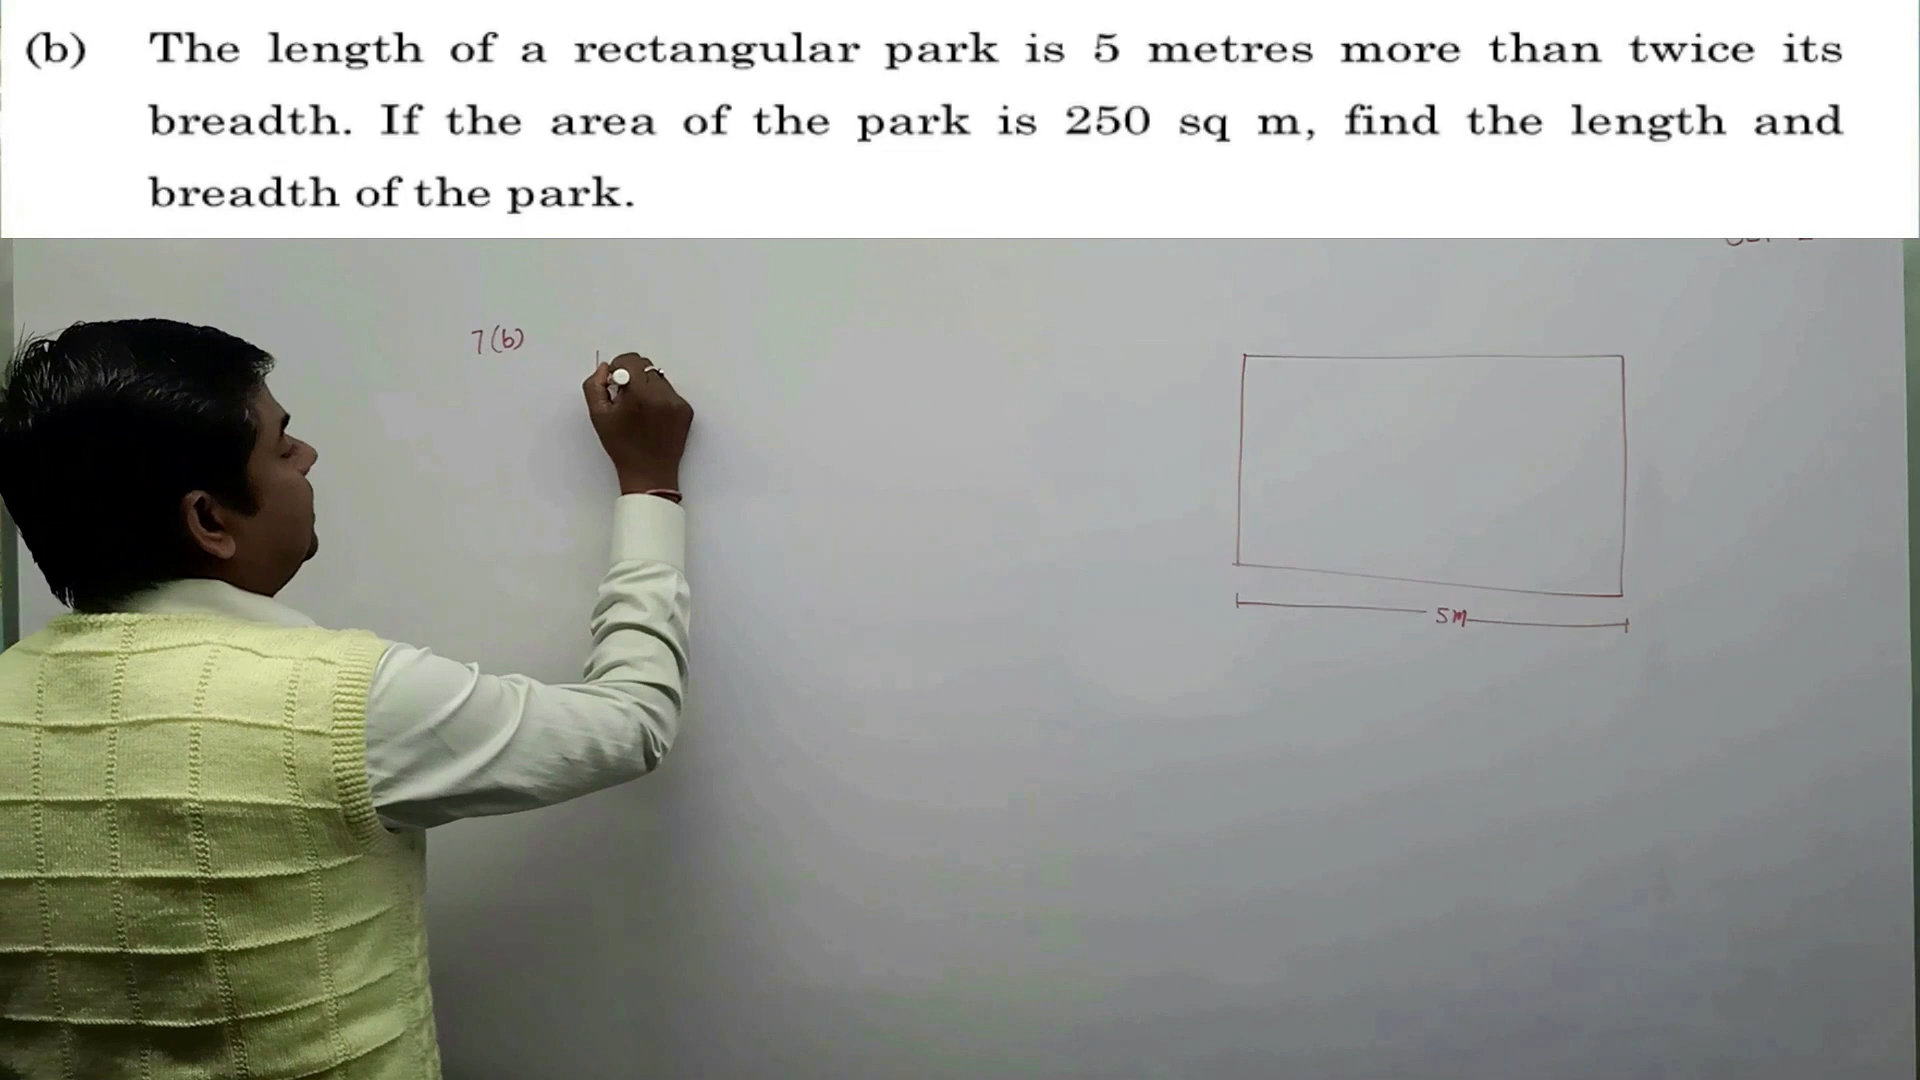 (b) The length of a rectangular park is 5 metres more than twice its
breadth. If the area of the park is 250 sq m, find the length and
breadth of the park.
7(b)
5m